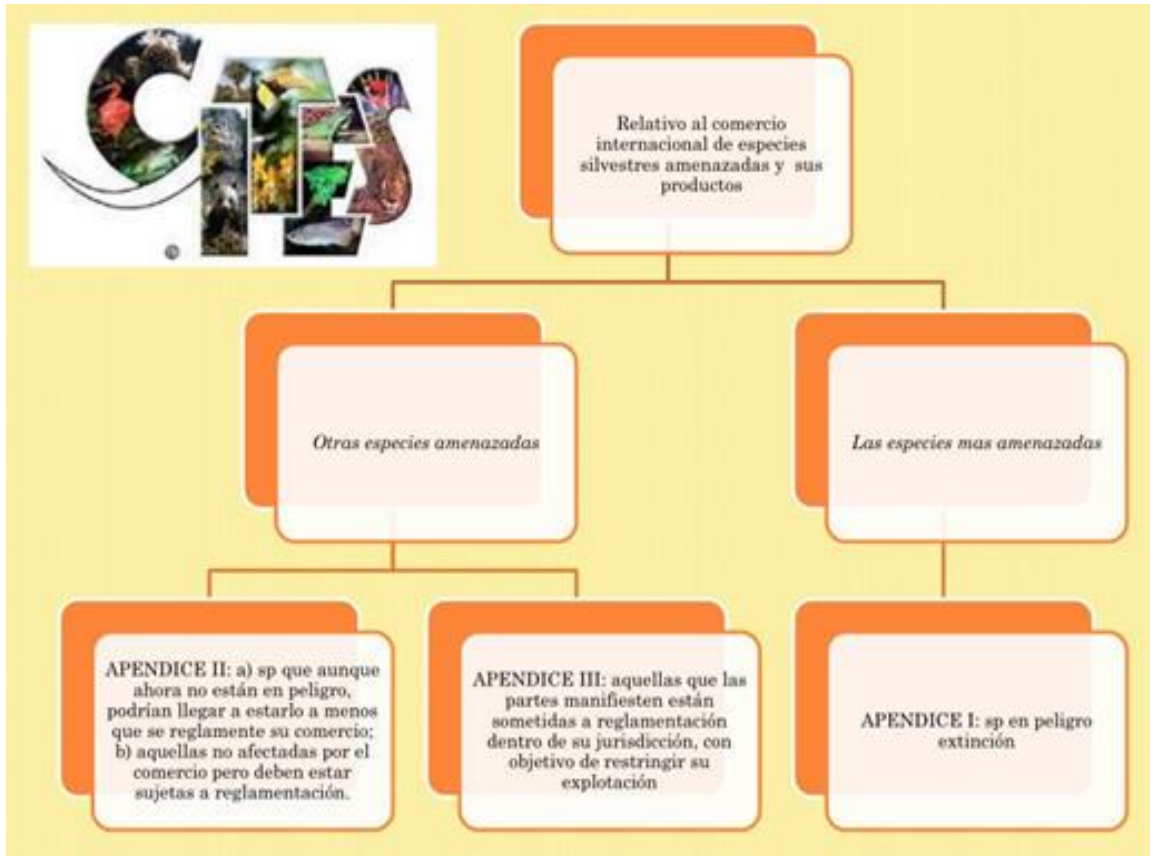 CITES
®
Relativo al comercio
internacional de especies
silvestres amenazadas y sus
productos
Otras especies amenazadas
Las especies mas amenazadas
APENDICE II: a) sp que aunque
ahora no están en peligro,
podrían llegar a estarlo a menos
que se reglamente su comercio;
b) aquellas no afectadas por el
comercio pero deben estar
sujetas a reglamentación.
APENDICE III: aquellas que las
partes manifiesten están
sometidas a reglamentación
dentro de su jurisdicción, con
objetivo de restringir su
explotación
APENDICE I: sp en peligro
extinción